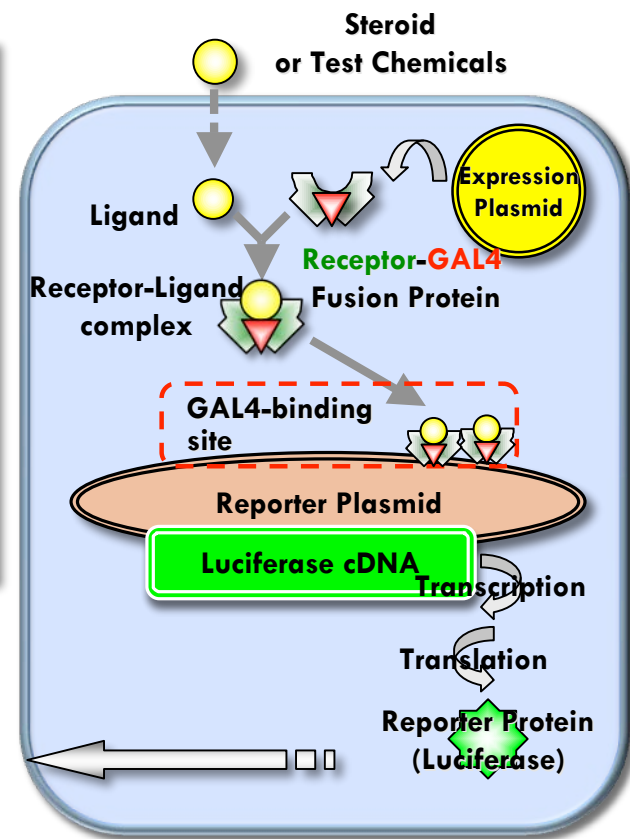 Steroid
or Test Chemicals
Expression
Plasmid
Ligand
Receptor-GAL4
Fusion Protein
Receptor-Ligand
complex
GAL4-binding
site
Reporter Plasmid
Luciferase cDNA
Transcription
Translation
Reporter Protein
(Luciferase)